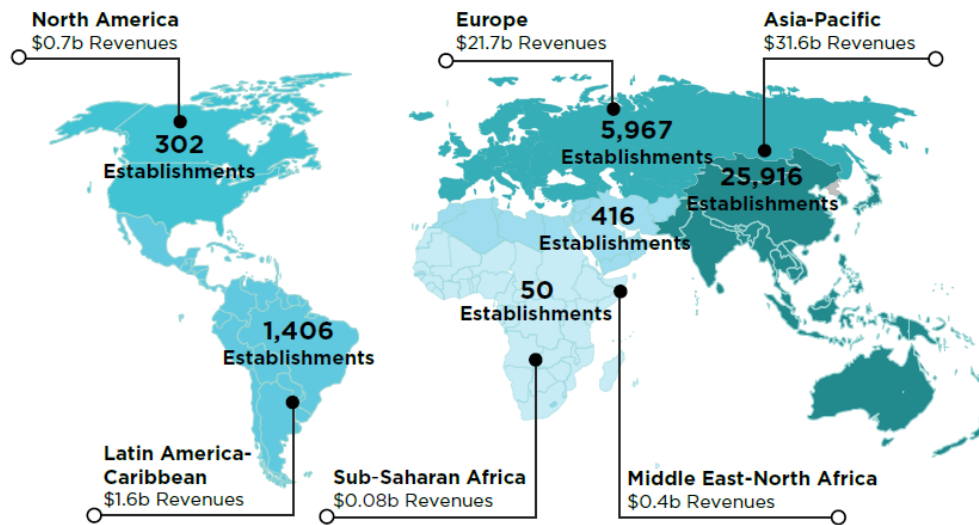 North America
$0.7b Revenues
Europe
$21.7b Revenues
Asia-Pacific
$31.6b Revenues
302
Establishments
5,967
Establishments
25,916
Establishments
416
Establishments
50
Establishments
1,406
Establishments
Latin America-
Caribbean
$1.6b Revenues
Sub-Saharan Africa
$0.08b Revenues
Middle East-North Africa
$0.4b Revenues